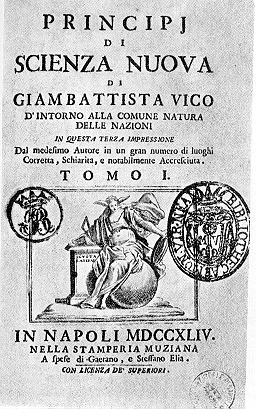 PRINCIPJ
DI
SCIENZA NUOVA
DI
GIAMBATTISTA VICO
D'INTORNO ALLA COMUNE NATURA
DELLE NAZIONI
IN QUESTA TERZA IMPRESSIONE
Dal medesimo Autore in un gran numero di luoghi
Corretta, Schiarita, e notabilmente Accresciuta.
TOMO I.
IGNOTA
LATEBAT
IN NAPOLI MDCCXLIV.
NELLA STAMPERIA MUZIANA
A spese di Gaetano, e Steffano Elia.
CON LICENZA DE' SUPERIORI.